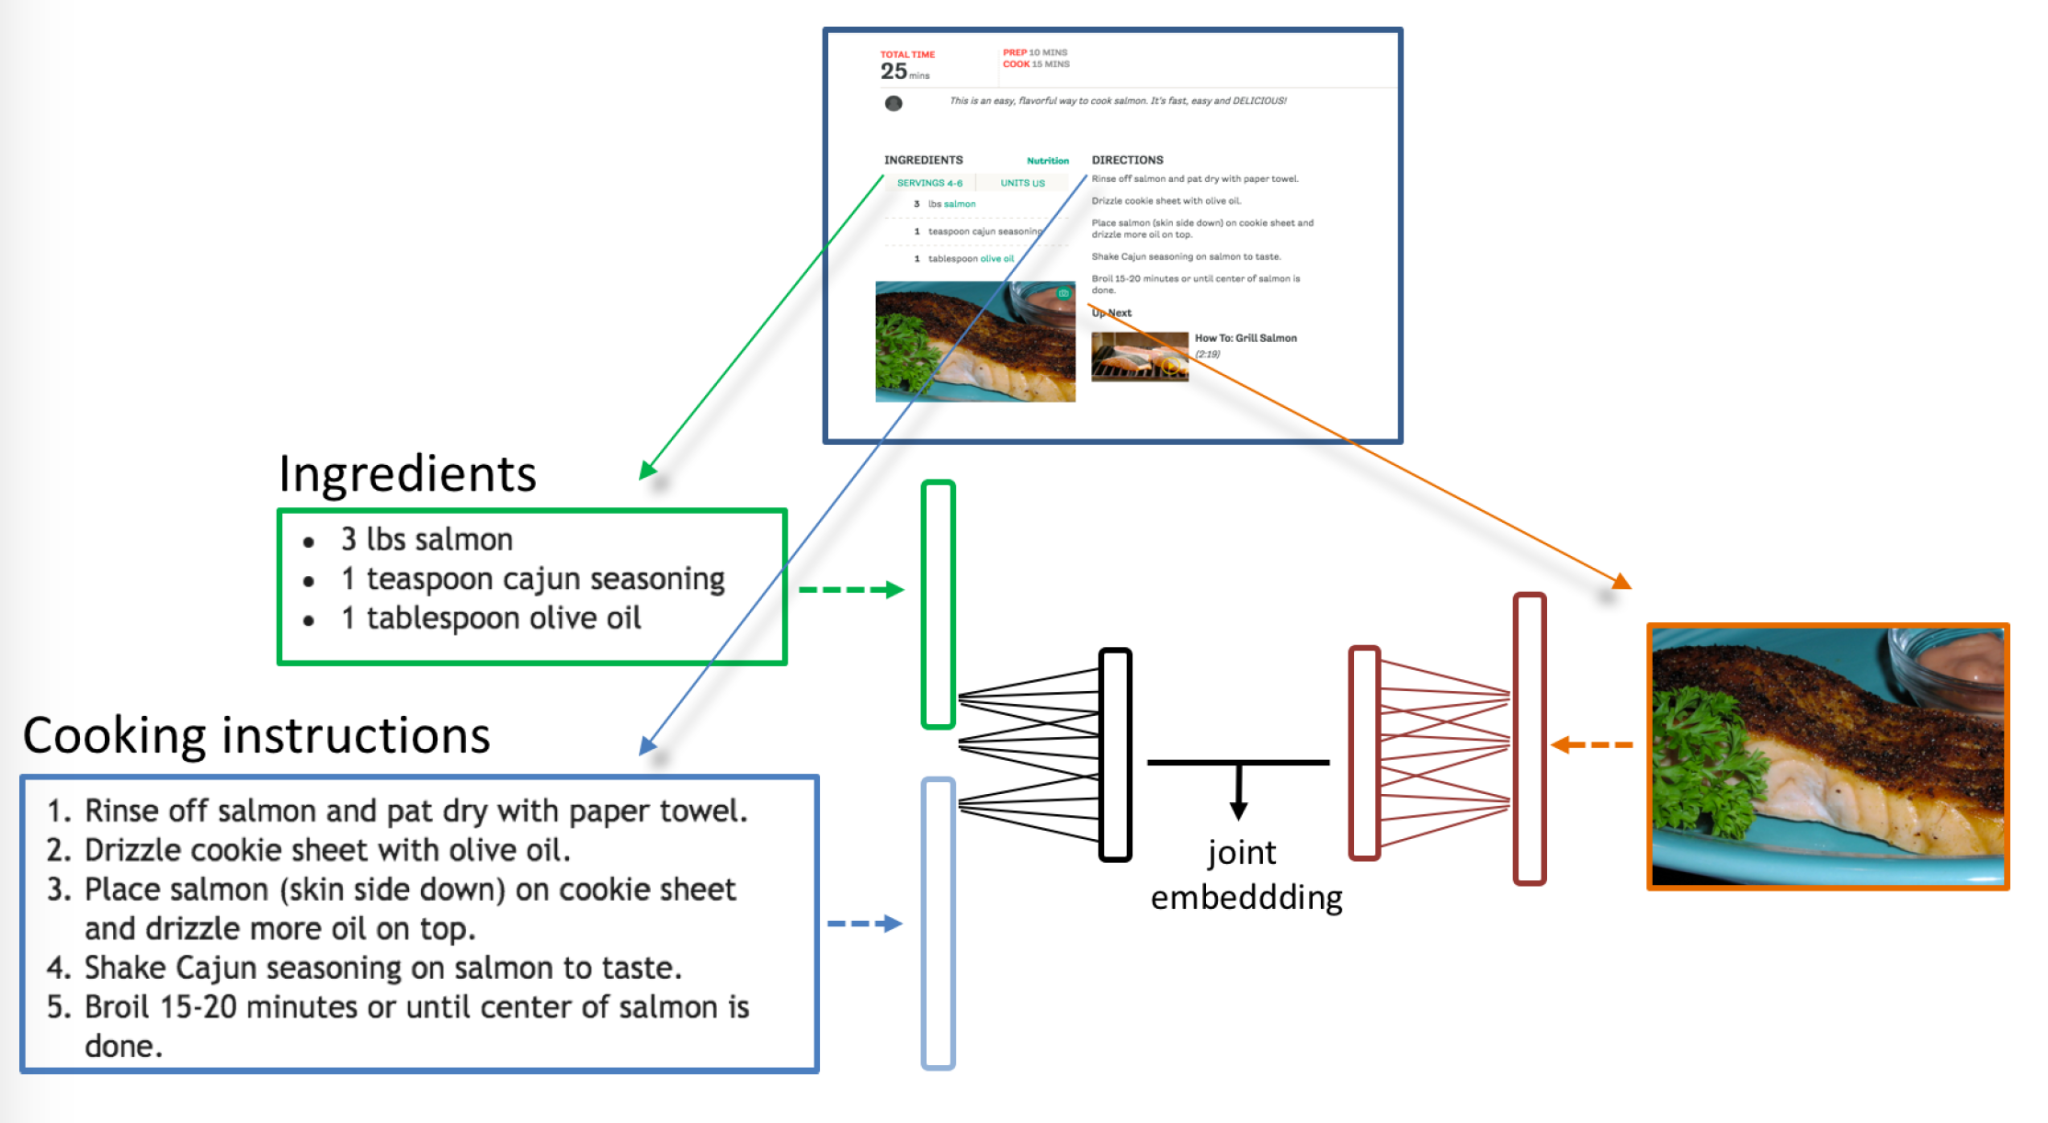 TOTAL TIME
25 mins
PREP 10 MINS
COOK 15 MINS
This is an easy, flavorful way to cook salmon. It's fast, easy and DELICIOUS!
INGREDIENTS
Nutrition
SERVINGS 4-6
UNITS US
3 lbs salmon
1 teaspoon cajun seasoning
1 tablespoon olive oil
DIRECTIONS
Rinse off salmon and pat dry with paper towel.
Drizzle cookie sheet with olive oil.
Place salmon (skin side down) on cookie sheet and
drizzle more oil on top.
Shake Cajun seasoning on salmon to taste.
Broil 15-20 minutes or until center of salmon is
done.
Up Next
How To: Grill Salmon
(2:19)
Ingredients
• 3 lbs salmon
• 1 teaspoon cajun seasoning
• 1 tablespoon olive oil
Cooking instructions
1. Rinse off salmon and pat dry with paper towel.
2. Drizzle cookie sheet with olive oil.
3. Place salmon (skin side down) on cookie sheet
and drizzle more oil on top.
4. Shake Cajun seasoning on salmon to taste.
5. Broil 15-20 minutes or until center of salmon is
done.
joint
embeddding